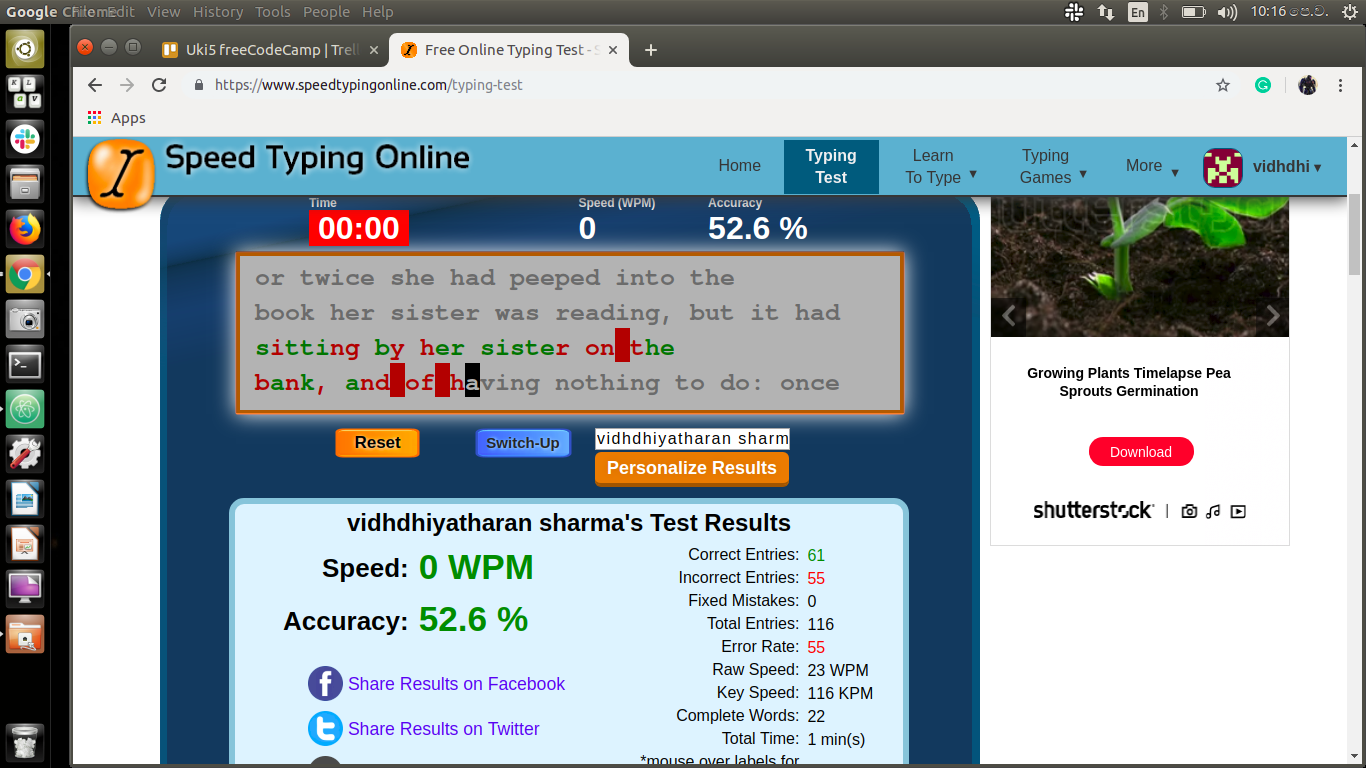 Google Chrome File Edit View History Tools People Help
En
10:16 පෙ.ව.
Uki5 freeCodeCamp | Trell
Free Online Typing Test - S
https://www.speedtypingonline.com/typing-test
Apps
Speed Typing Online
Home
Typing Test
Learn To Type
Typing Games
More
vidhdhi
Time
Speed (WPM)
Accuracy
00:00
0
52.6 %
or twice she had peeped into the
book her sister was reading, but it had
sitting by her sister on the
bank, and of having nothing to do: once
Reset
Switch-Up
vidhdhiyatharan sharm
Personalize Results
vidhdhiyatharan sharma's Test Results
Speed: 0 WPM
Accuracy: 52.6 %
Share Results on Facebook
Share Results on Twitter
Correct Entries: 61
Incorrect Entries: 55
Fixed Mistakes: 0
Total Entries: 116
Error Rate: 55
Raw Speed: 23 WPM
Key Speed: 116 KPM
Complete Words: 22
Total Time: 1 min(s)
*mouse over labels for
Growing Plants Timelapse Pea
Sprouts Germination
Download
shutterstock